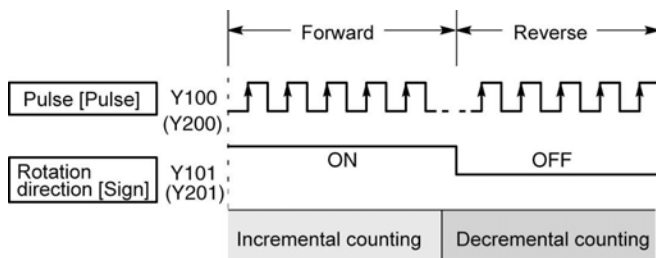 Forward
Reverse
Pulse [Pulse]
Y100
(Y200)
Rotation
direction [Sign]
Y101
(Y201)
ON
OFF
Incremental counting
Decremental counting